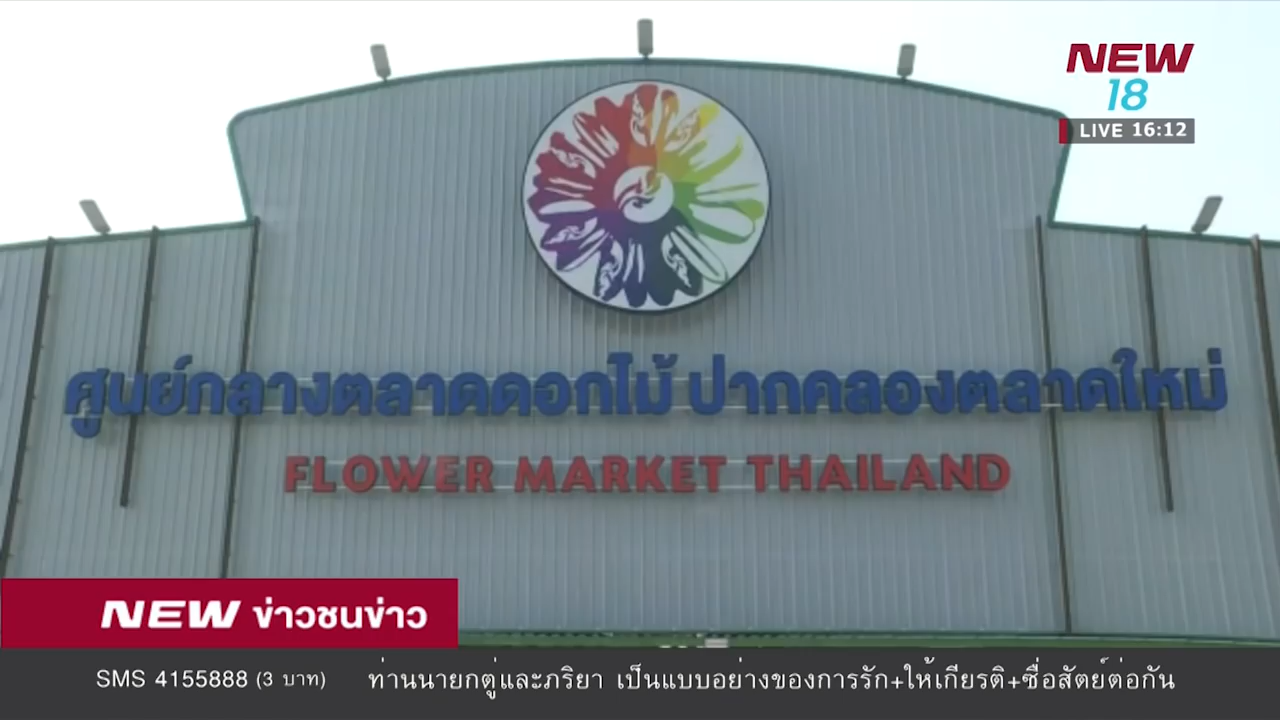 NEW
18
LIVE 16:12
ศูนย์กลางตลาดดอกไม้ ปากคลองตลาดใหม่
FLOWER MARKET THAILAND
NEW ข่าวชนข่าว
SMS 4155888 (3 บาท) ท่านนายกตู่และภริยา เป็นแบบอย่างของการรัก+ให้เกียรติ+ซื่อสัตย์ต่อกัน